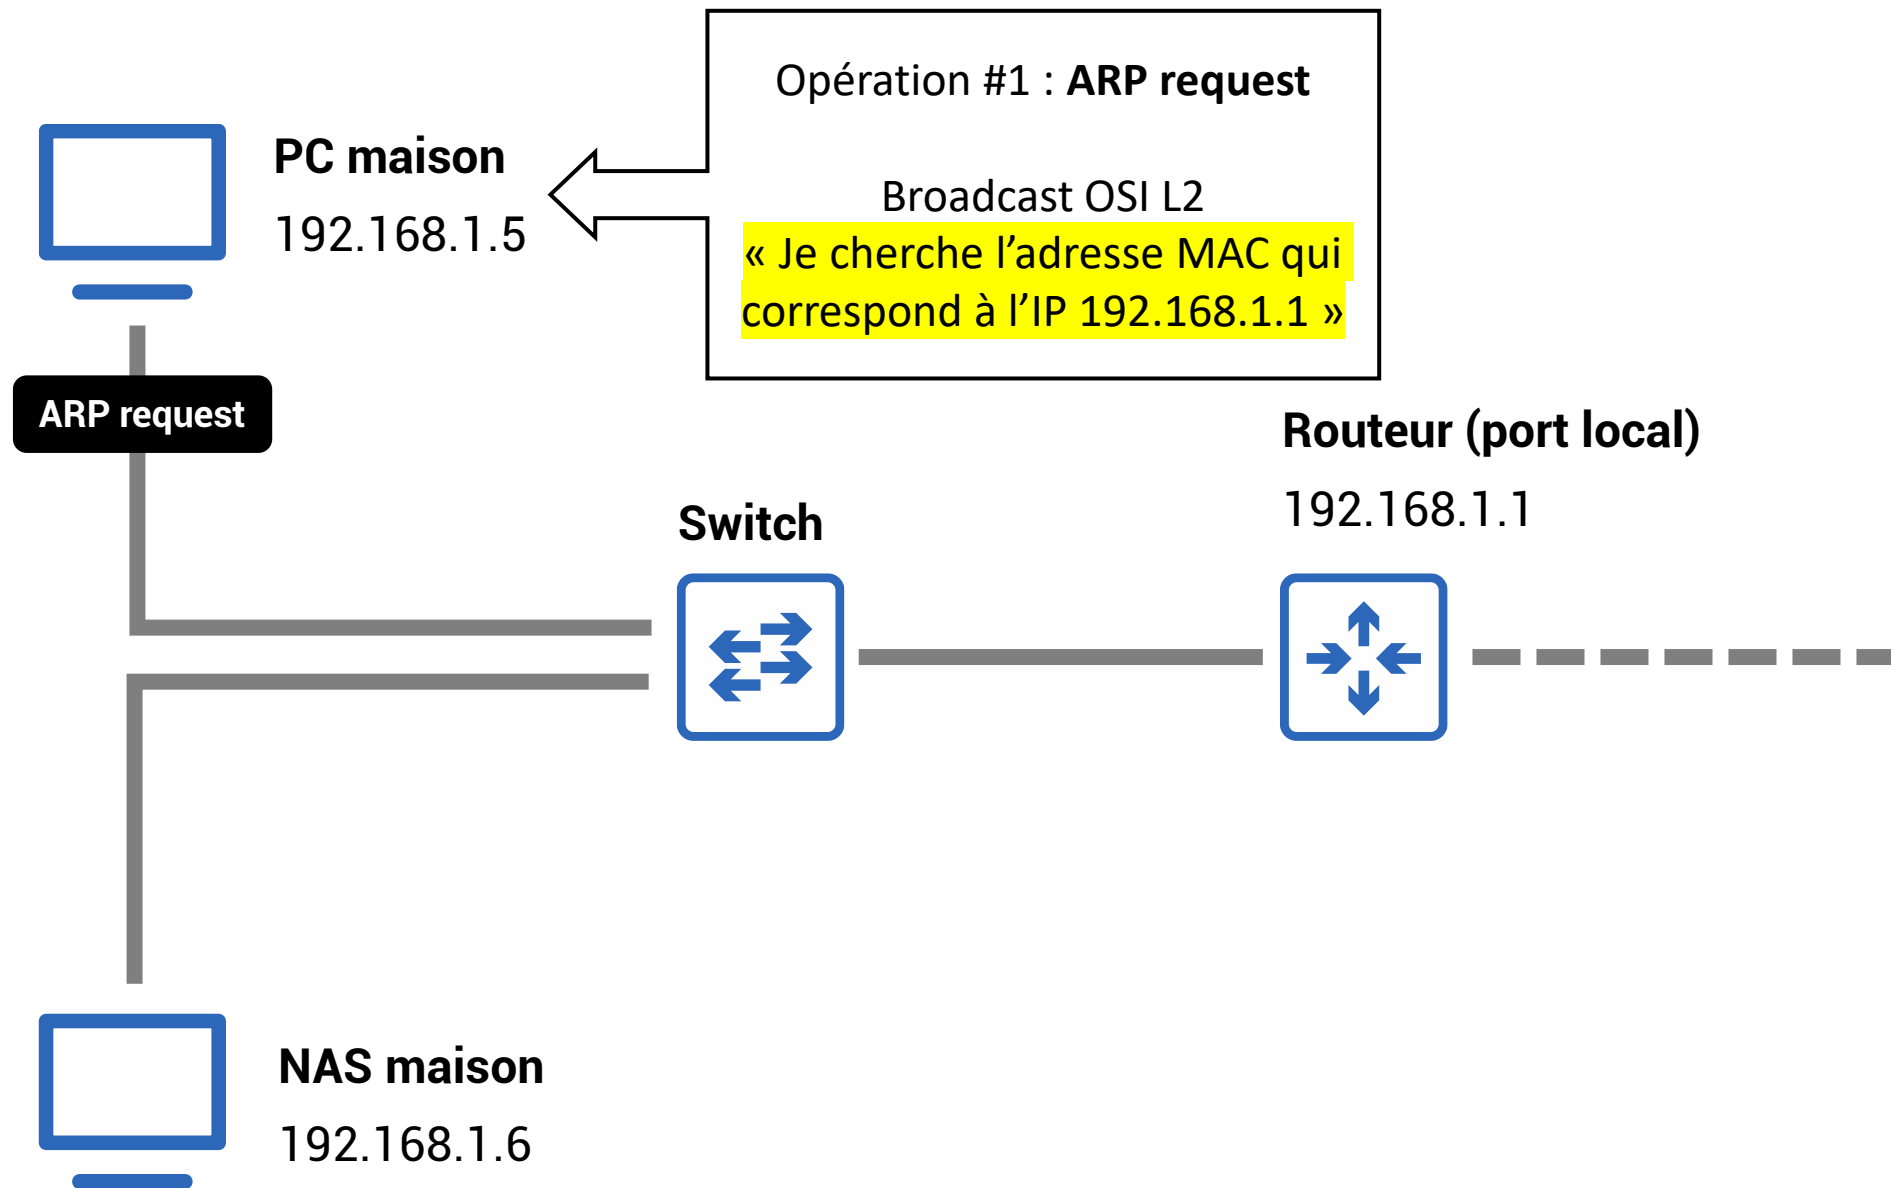 Opération #1 : ARP request
Broadcast OSI L2
« Je cherche l’adresse MAC qui
correspond à l’IP 192.168.1.1 »
PC maison
192.168.1.5
ARP request
Routeur (port local)
192.168.1.1
Switch
NAS maison
192.168.1.6